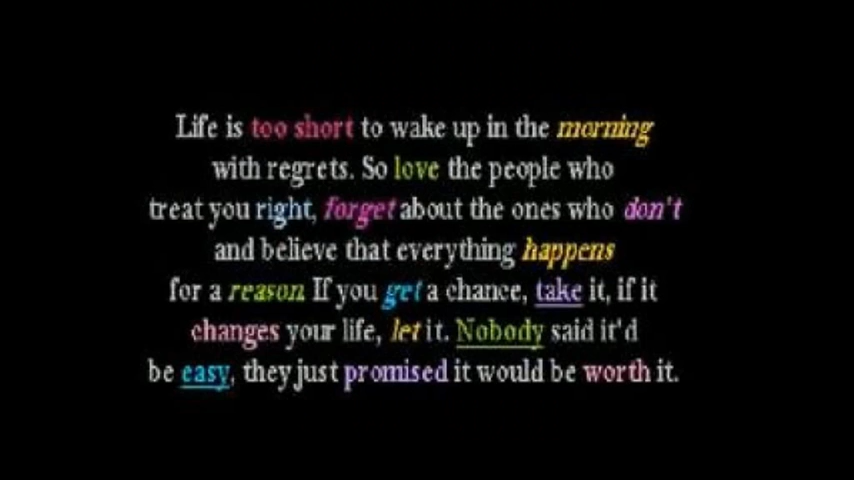 Life is too short to wake up in the morning
with regrets. So love the people who
treat you right, forget about the ones who don't
and believe that everything happens
for a reason. If you get a chance, take it, if it
changes your life, let it. Nobody said it'd
be easy, they just promised it would be worth it.